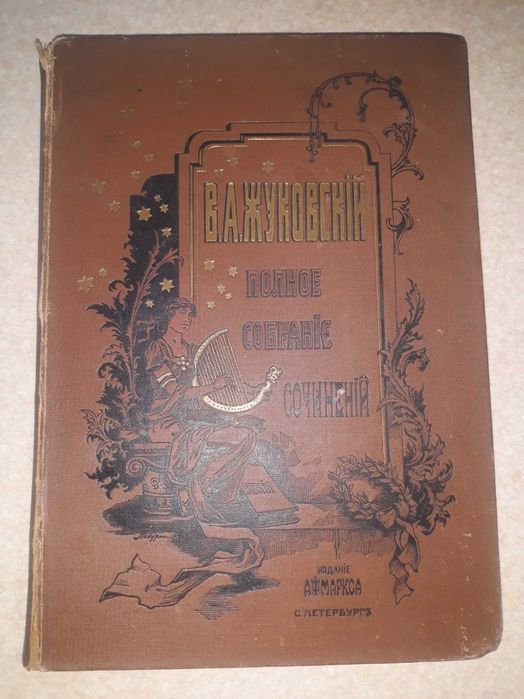 В.А.ЖУКОВСКІЙ
ПОЛНОЕ
СОБРАНІЕ
СОЧИНЕНІЙ
ИЗДАНІЕ
А.Ф.МАРКСА
С.ПЕТЕРБУРГЪ.